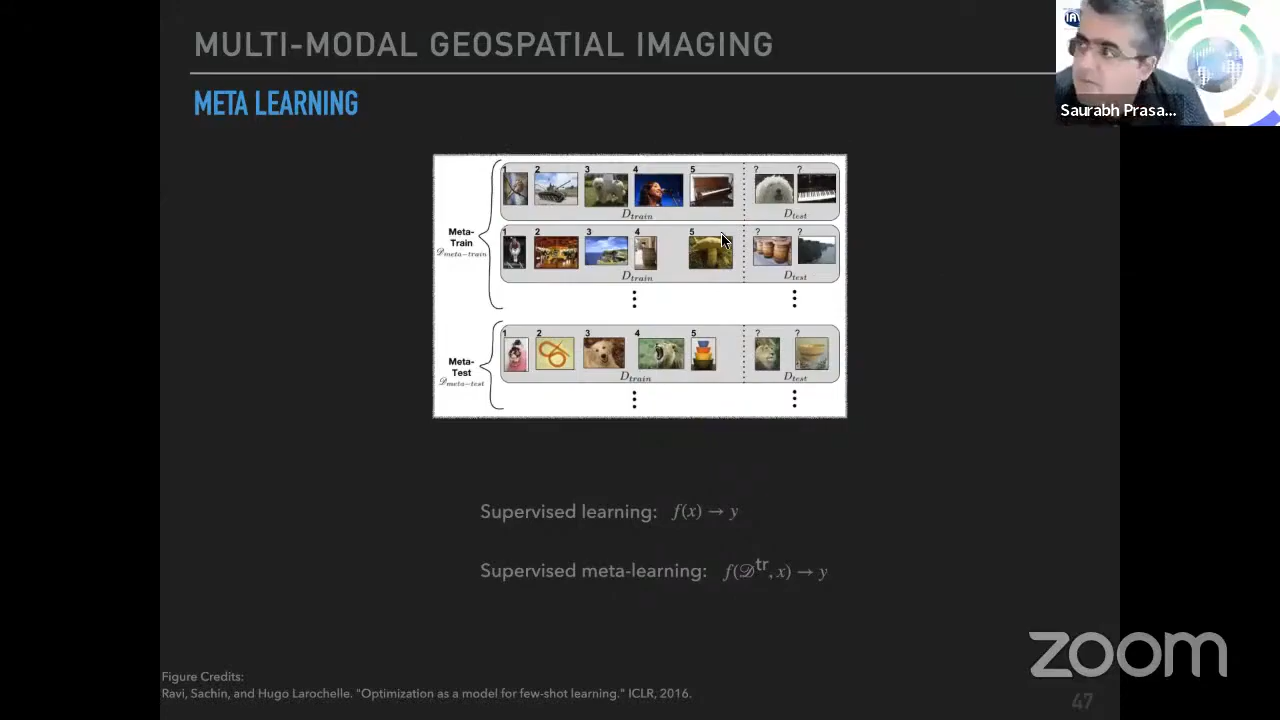 MULTI-MODAL GEOSPATIAL IMAGING
META LEARNING
IAV
Saurabh Prasa...
1 2 3 4 5 ? ?
Dtrain Dtest
Meta-
Train
𝒟meta−train
1 2 3 4 5 ? ?
Dtrain Dtest
1 2 3 4 5 ? ?
Meta-
Test
𝒟meta−test
Dtrain Dtest
Supervised learning: f(x) → y
Supervised meta-learning: f(𝒟tr, x) → y
zoom
Figure Credits:
Ravi, Sachin, and Hugo Larochelle. "Optimization as a model for few-shot learning." ICLR, 2016.
47